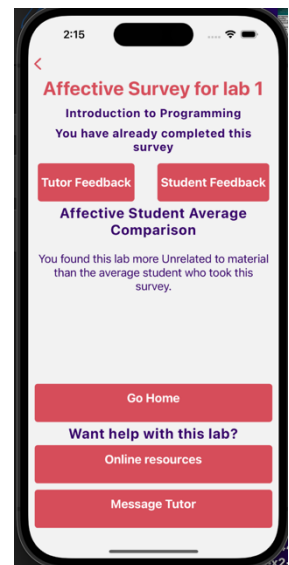 2:15
Affective Survey for lab 1
Introduction to Programming
You have already completed this
survey
Tutor Feedback
Student Feedback
Affective Student Average
Comparison
You found this lab more Unrelated to material
than the average student who took this
survey.
Go Home
Want help with this lab?
Online resources
Message Tutor